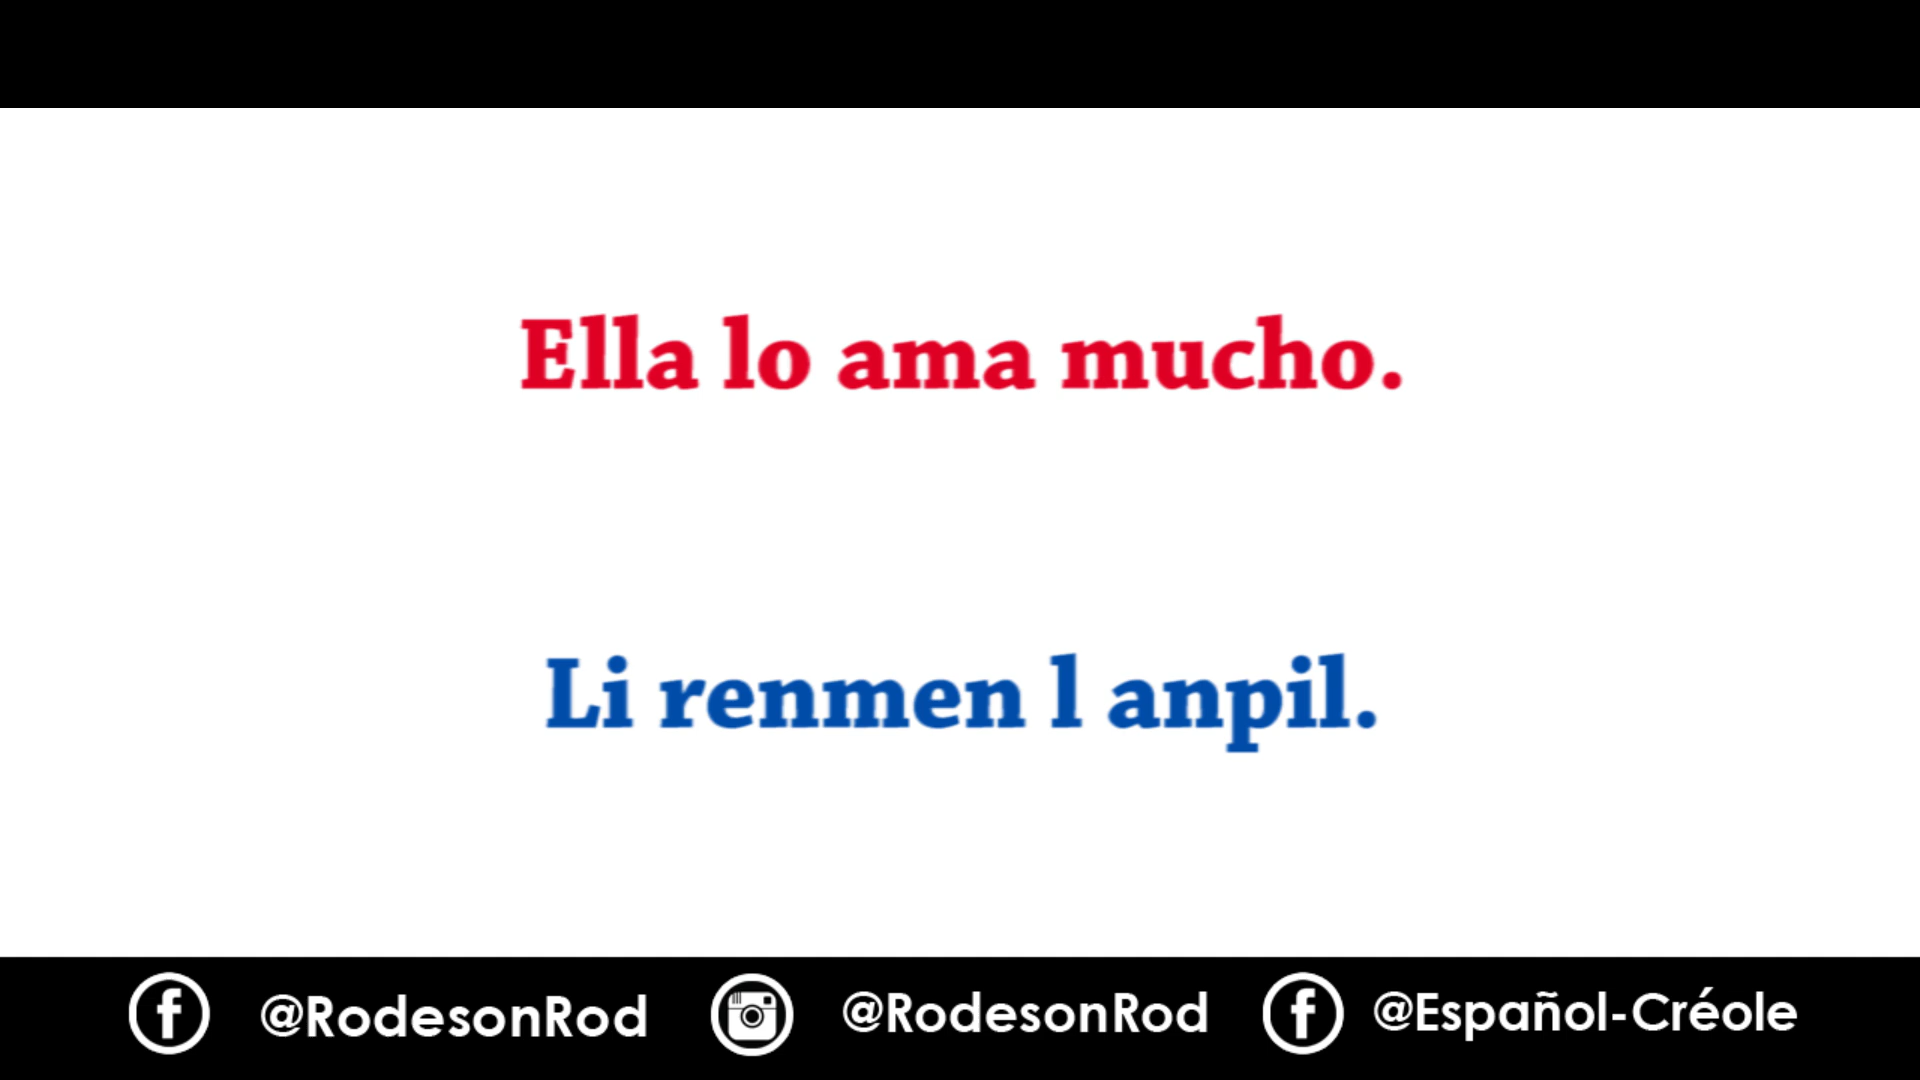 Ella lo ama mucho.
Li renmen l anpil.
@RodesonRod @RodesonRod @Español-Créole